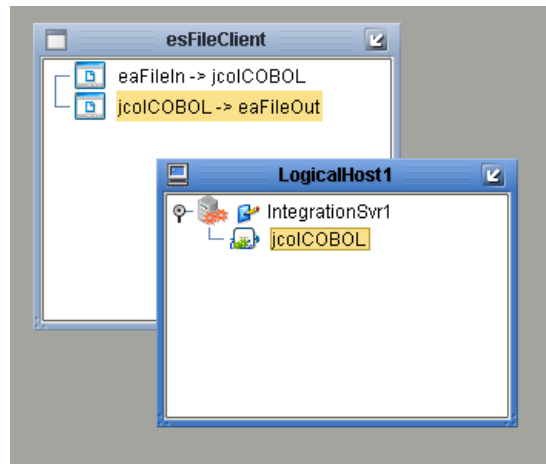 esFileClient
eaFileIn -> jcolCOBOL
jcolCOBOL -> eaFileOut
LogicalHost1
IntegrationSvr1
jcolCOBOL